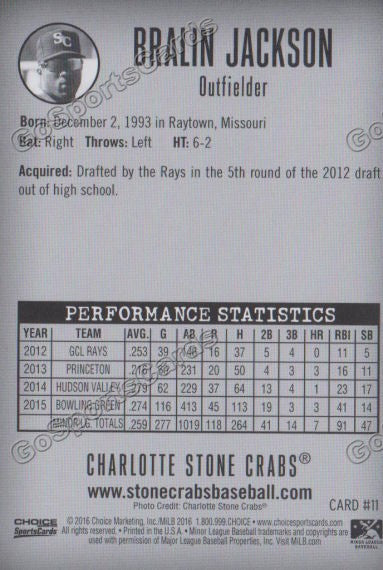 SC
BRALIN JACKSON
Outfielder
Born: December 2, 1993 in Raytown, Missouri
Bat: Right Throws: Left HT: 6-2
Acquired: Drafted by the Rays in the 5th round of the 2012 draft
out of high school.
PERFORMANCE STATISTICS
YEAR TEAM AVG. G AB R H 2B 3B HR RBI SB
2012 GCL RAYS .253 39 146 16 37 5 4 0 11 5
2013 PRINCETON .216 231 20 50 4 3 3 16 11
2014 HUDSON VALLEY .279 62 229 37 64 13 4 1 23 17
2015 BOWLING GREEN .274 116 413 45 113 19 3 3 41 14
MINOR LG. TOTALS .259 277 1019 118 264 41 14 7 91 47
CHARLOTTE STONE CRABS®
www.stonecrabsbaseball.com
Photo Credit: Charlotte Stone Crabs®
CARD #11
CHOICE
SportsCards
© 2016 Choice Marketing, Inc./MiLB 2016 1.800.999.CHOICE • www.choicesportscards.com
All rights reserved. • Printed in the U.S.A. • Minor League Baseball trademarks and copyrights are
used with permission of Major League Baseball Properties, Inc. Visit MiLB.com
MINOR LEAGUE
BASEBALL
GoSportsCards
GoSportsCards
GoSportsCards
GoSportsCards